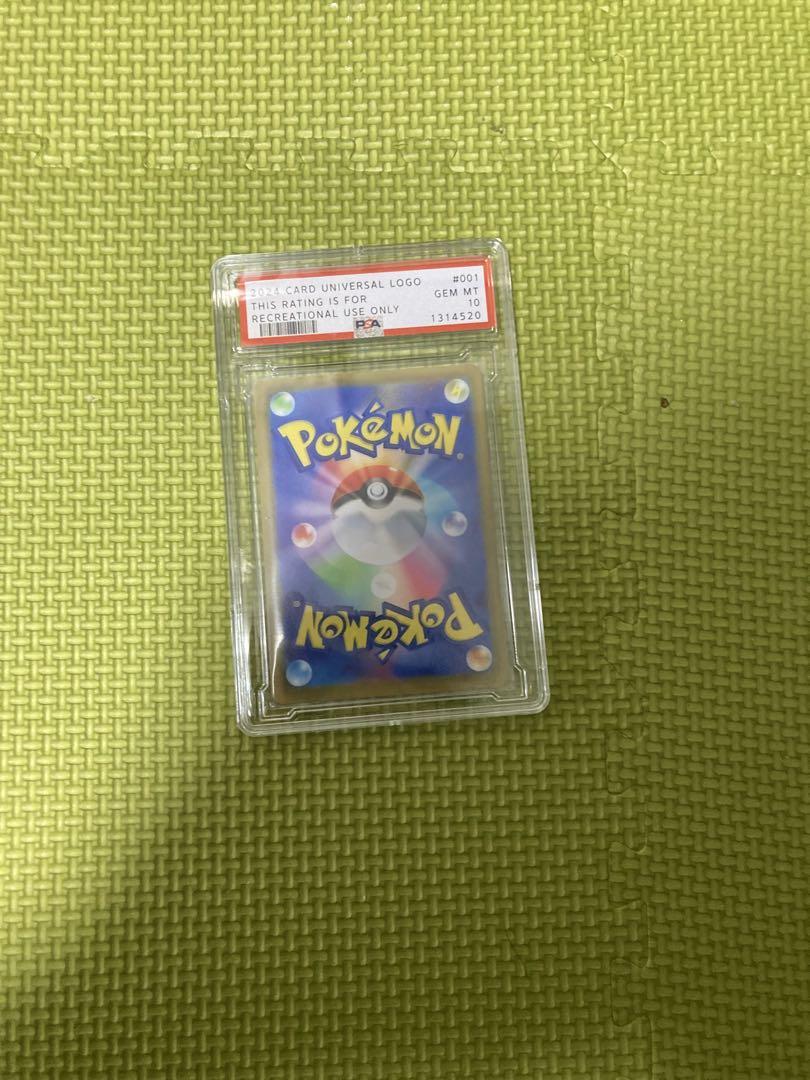 2024 CARD UNIVERSAL LOGO #001
THIS RATING IS FOR GEM MT
RECREATIONAL USE ONLY 10
PSA 1314520
POKéMON®
POKéMON®